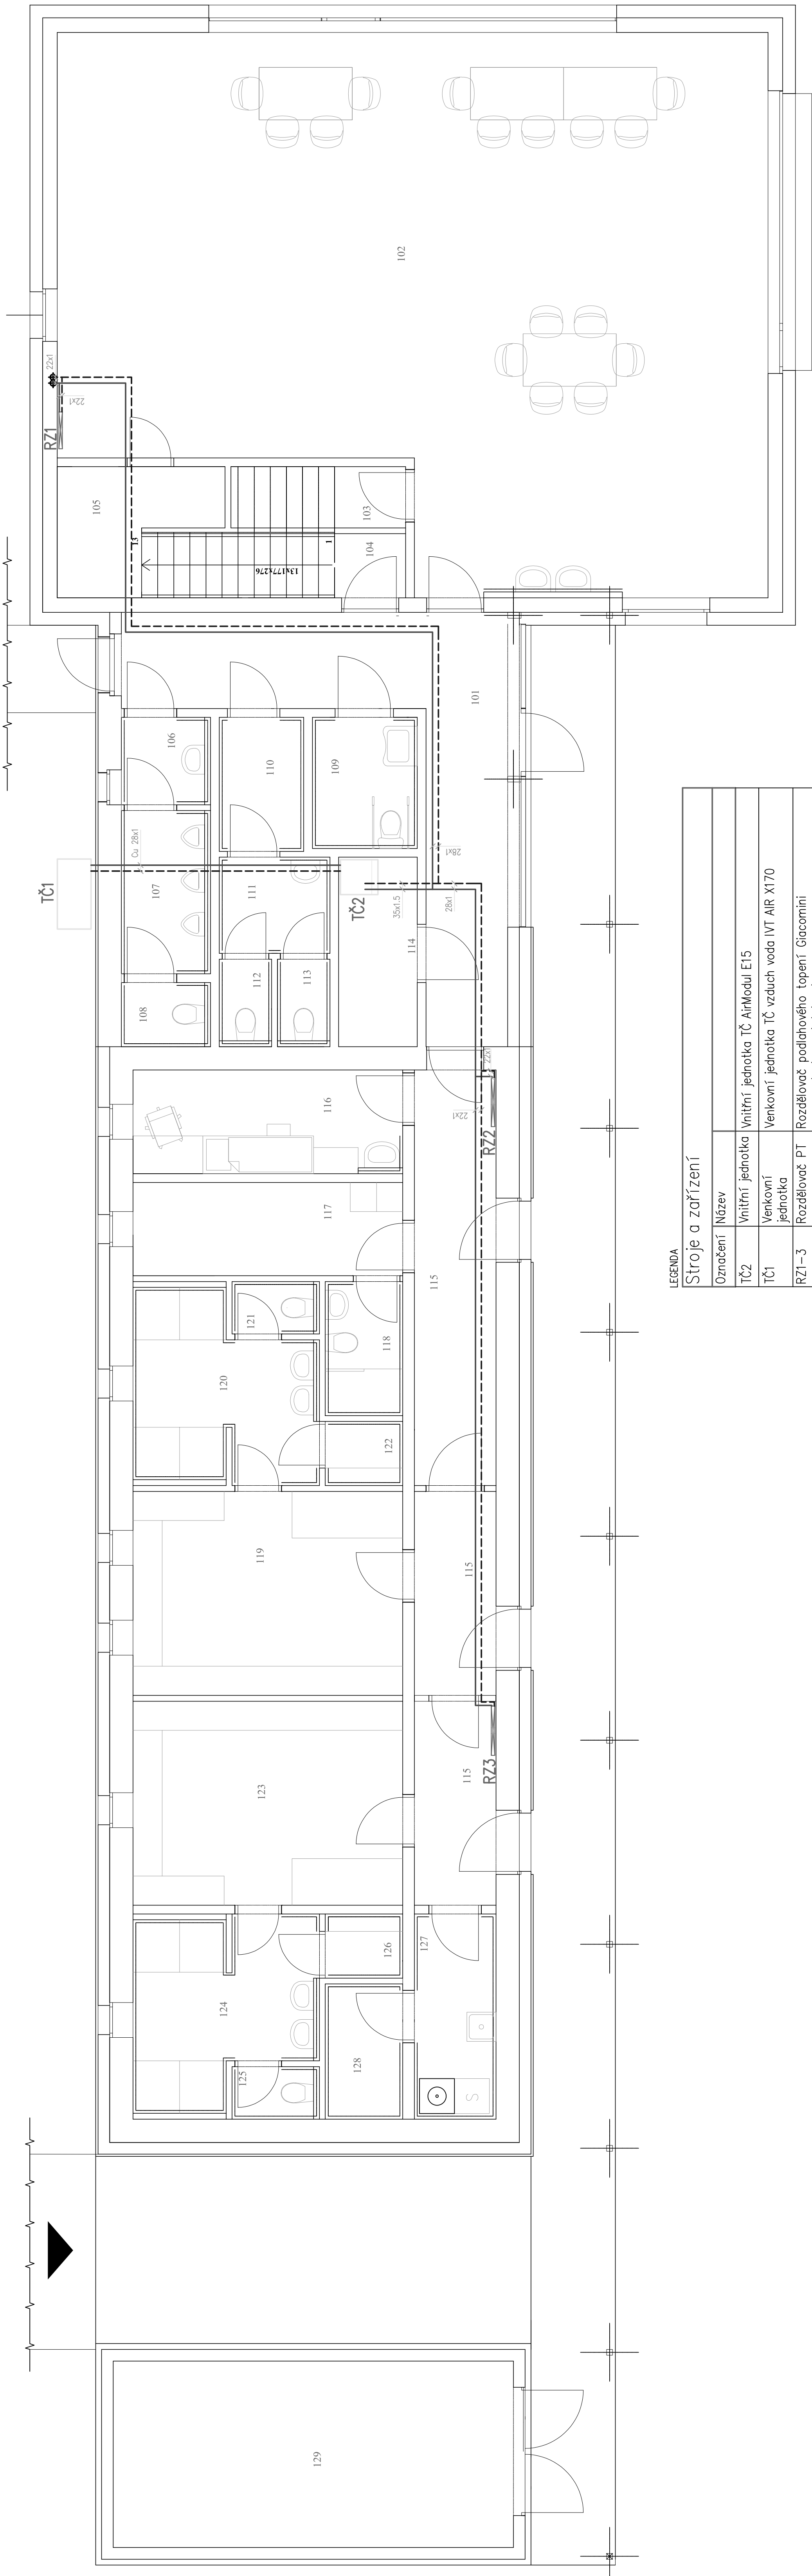 102
22x1
22x1
RZ1
105
103
104
13
1
13x177x276
101
106
110
109
TČ1
Cu 28x1
107
111
28x1
TČ2
35x1.5
28x1
114
108
112
113
116
22x1
22x1
RZ2
117
115
121
118
120
122
119
115
123
115
RZ3
126
127
124
125
128
S
129
LEGENDA
Stroje a zařízení
Označení Název
TČ2 Vnitřní jednotka Vnitřní jednotka TČ AirModul E15
TČ1 Venkovní jednotka Venkovní jednotka TČ vzduch voda IVT AIR X170
RZ1-3 Rozdělovač PT Rozdělovač podlahového topení Giacomini